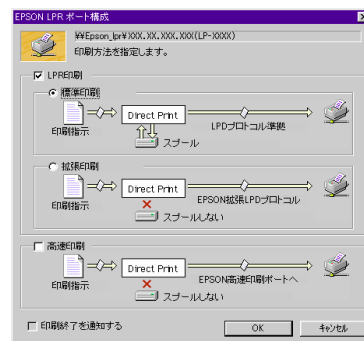 EPSON LPR ポート構成
¥¥Epson_lpr¥XXX.XX.XXX.XXX(LP-XXXX)
印刷方法を指定します。
LPR印刷
標準印刷
Direct Print
印刷指示
LPDプロトコル準拠
スプール
拡張印刷
Direct Print
印刷指示
EPSON拡張LPDプロトコル
スプールしない
高速印刷
Direct Print
印刷指示
EPSON高速印刷ポートへ
スプールしない
印刷終了を通知する
OK
キャンセル